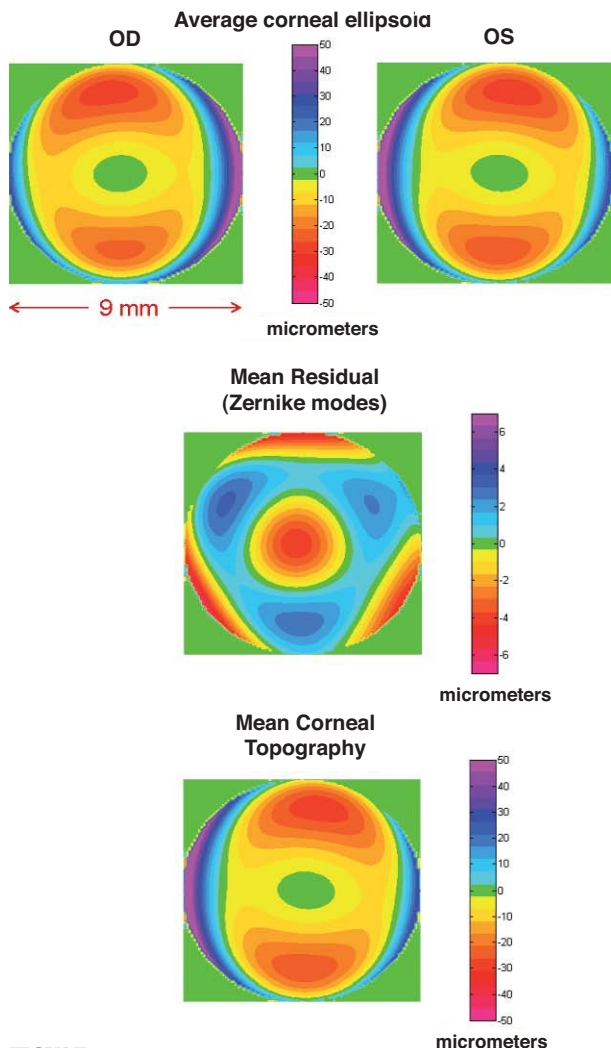 Average corneal ellipsoid
OD
OS
50
40
30
20
10
0
-10
-20
-30
-40
-50
9 mm
micrometers
Mean Residual
(Zernike modes)
6
4
2
0
-2
-4
-6
micrometers
Mean Corneal
Topography
50
40
30
20
10
0
-10
-20
-30
-40
-50
micrometers